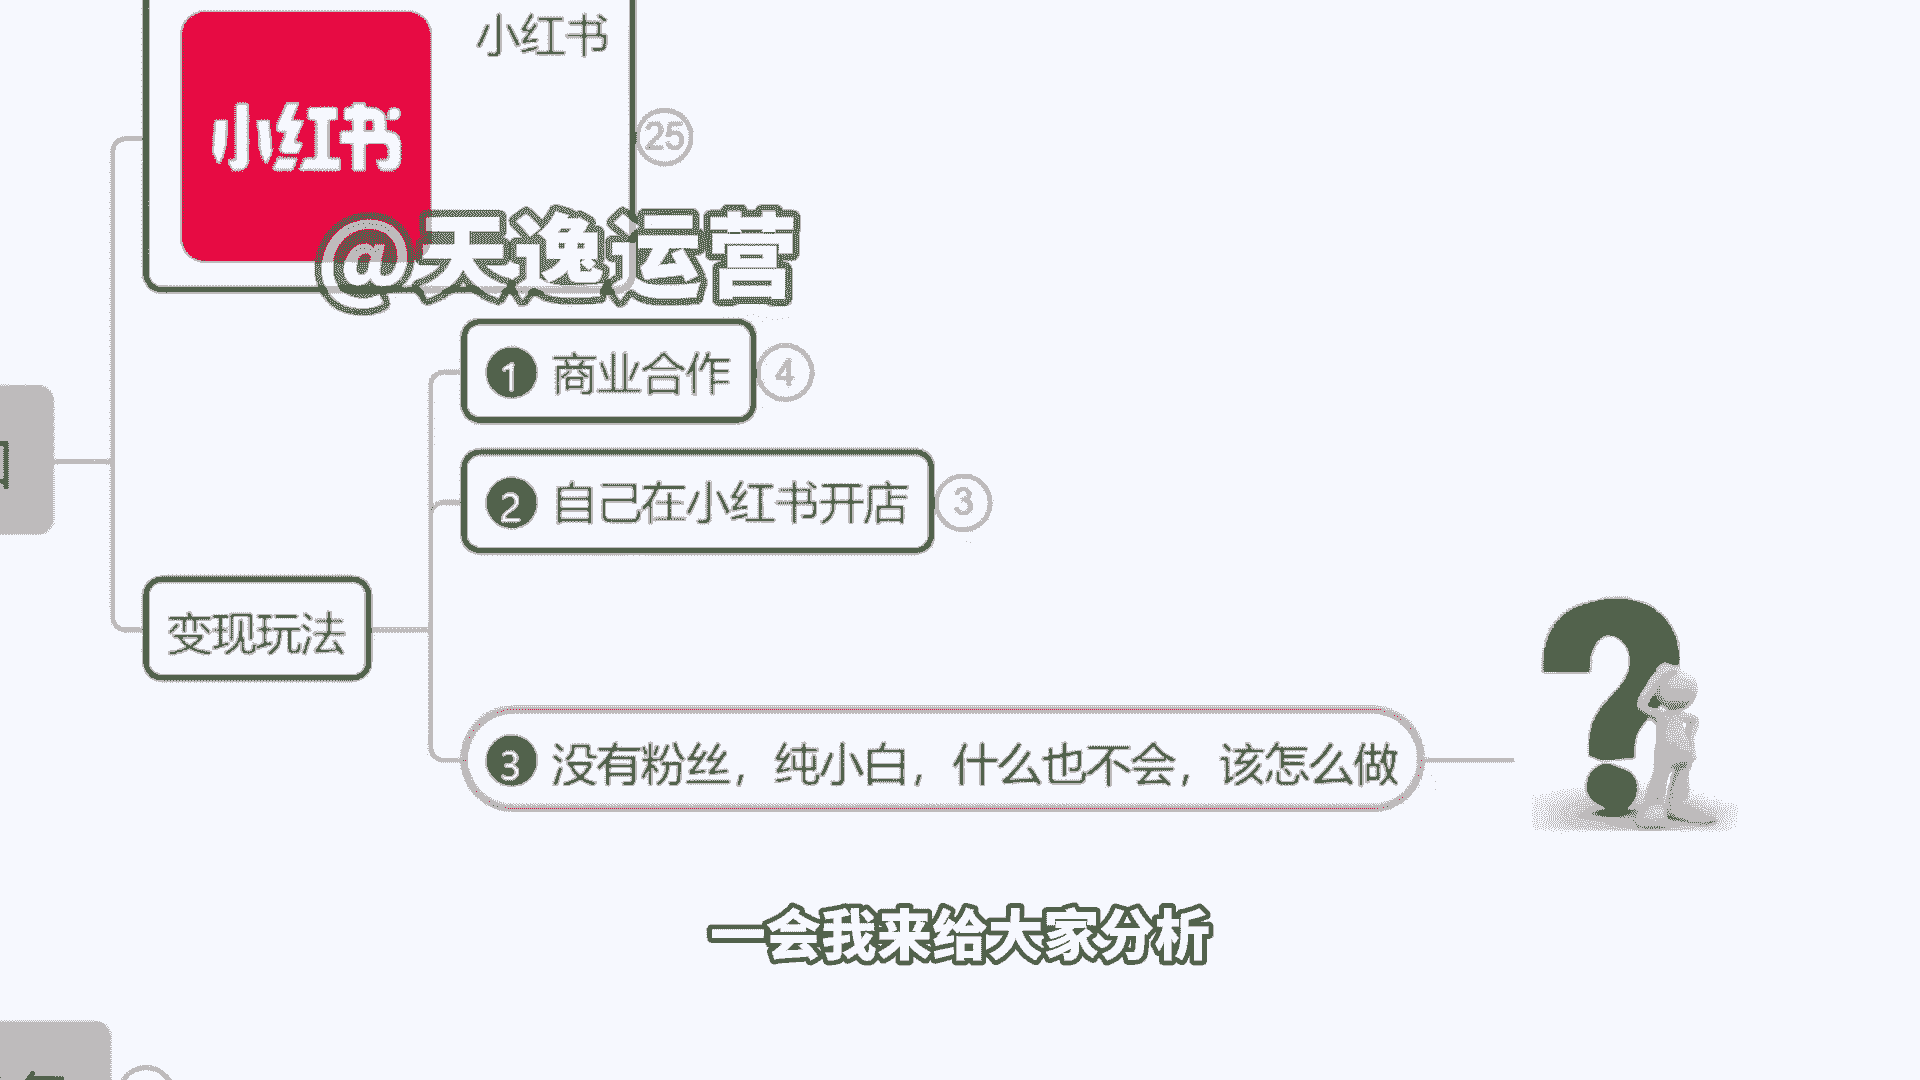 小红书
小红书
25
@天逸运营
1 商业合作
4
2 自己在小红书开店
3
变现玩法
3 没有粉丝，纯小白，什么也不会，该怎么做
?
一会我来给大家分析